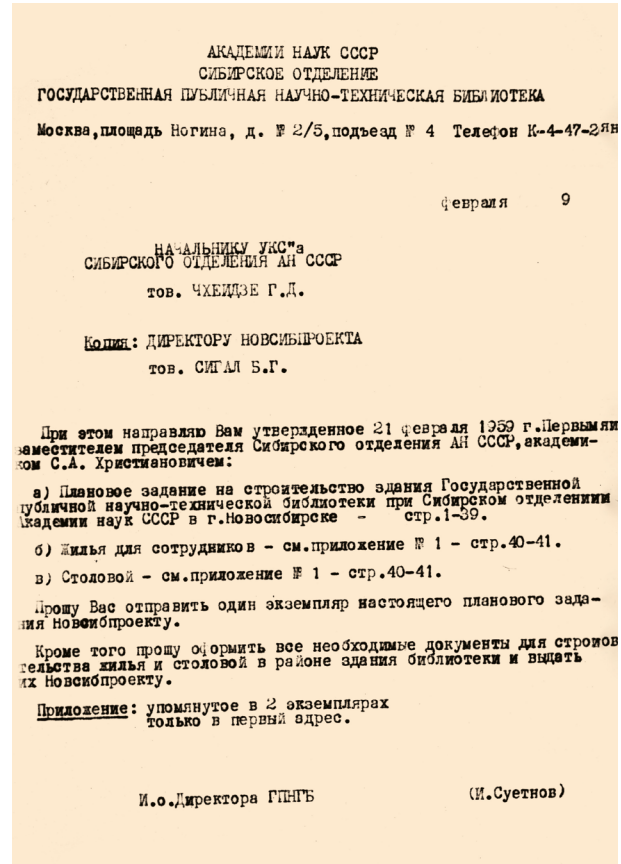 АКАДЕМИИ НАУК СССР
СИБИРСКОЕ ОТДЕЛЕНИЕ
ГОСУДАРСТВЕННАЯ ПУБЛИЧНАЯ НАУЧНО-ТЕХНИЧЕСКАЯ БИБЛИОТЕКА
Москва,площадь Ногина, д. № 2/5,подъезд № 4 Телефон К-4-47-2
февраля 9
НАЧАЛЬНИКУ УКС"а
СИБИРСКОГО ОТДЕЛЕНИЯ АН СССР
тов. ЧХЕИДЗЕ Г.Д.
Копия: ДИРЕКТОРУ НОВСИБПРОЕКТА
тов. СИГАЛ Б.Г.
При этом направляю Вам утвержденное 21 февраля 1959 г.Первым
заместителем председателя Сибирского отделения АН СССР,академи-
ком С.А. Христиановичем:
а) Плановое задание на строительство здания Государственной
публичной научно-технической библиотеки при Сибирском отделении
Академии наук СССР в г.Новосибирске - стр.1-39.
б) Жилья для сотрудников - см.приложение № 1 - стр.40-41.
в) Столовой - см.приложение № 1 - стр.40-41.
Прошу Вас отправить один экземпляр настоящего планового зада-
ния Новсибпроекту.
Кроме того прошу оформить все необходимые документы для строи
тельства жилья и столовой в районе здания библиотеки и выдать
их Новсибпроекту.
Приложение: упомянутое в 2 экземплярах
только в первый адрес.
И.о.Директора ГПНТБ (И.Суетнов)